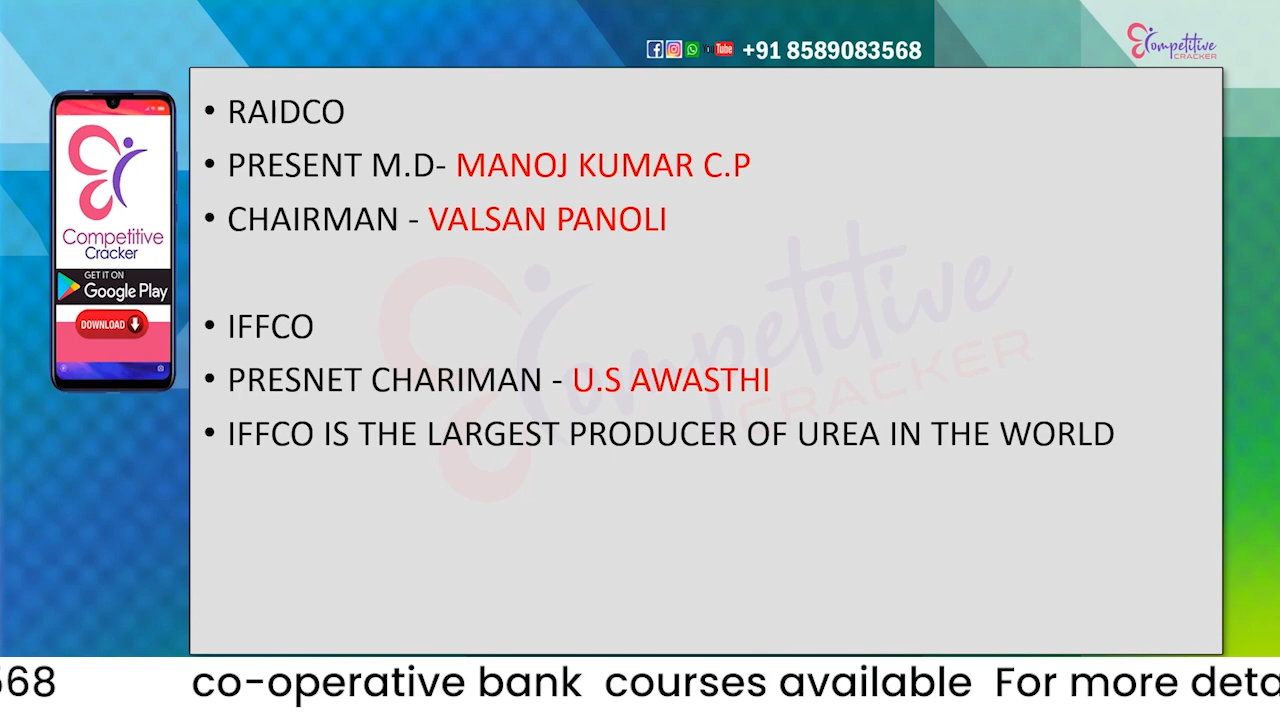 +91 8589083568
Competitive
CRACKER
• RAIDCO
• PRESENT M.D- MANOJ KUMAR C.P
• CHAIRMAN - VALSAN PANOLI
• IFFCO
• PRESNET CHARIMAN - U.S AWASTHI
• IFFCO IS THE LARGEST PRODUCER OF UREA IN THE WORLD
Competitive
CRACKER
Competitive
Cracker
GET IT ON
Google Play
DOWNLOAD
568 co-operative bank courses available For more deta